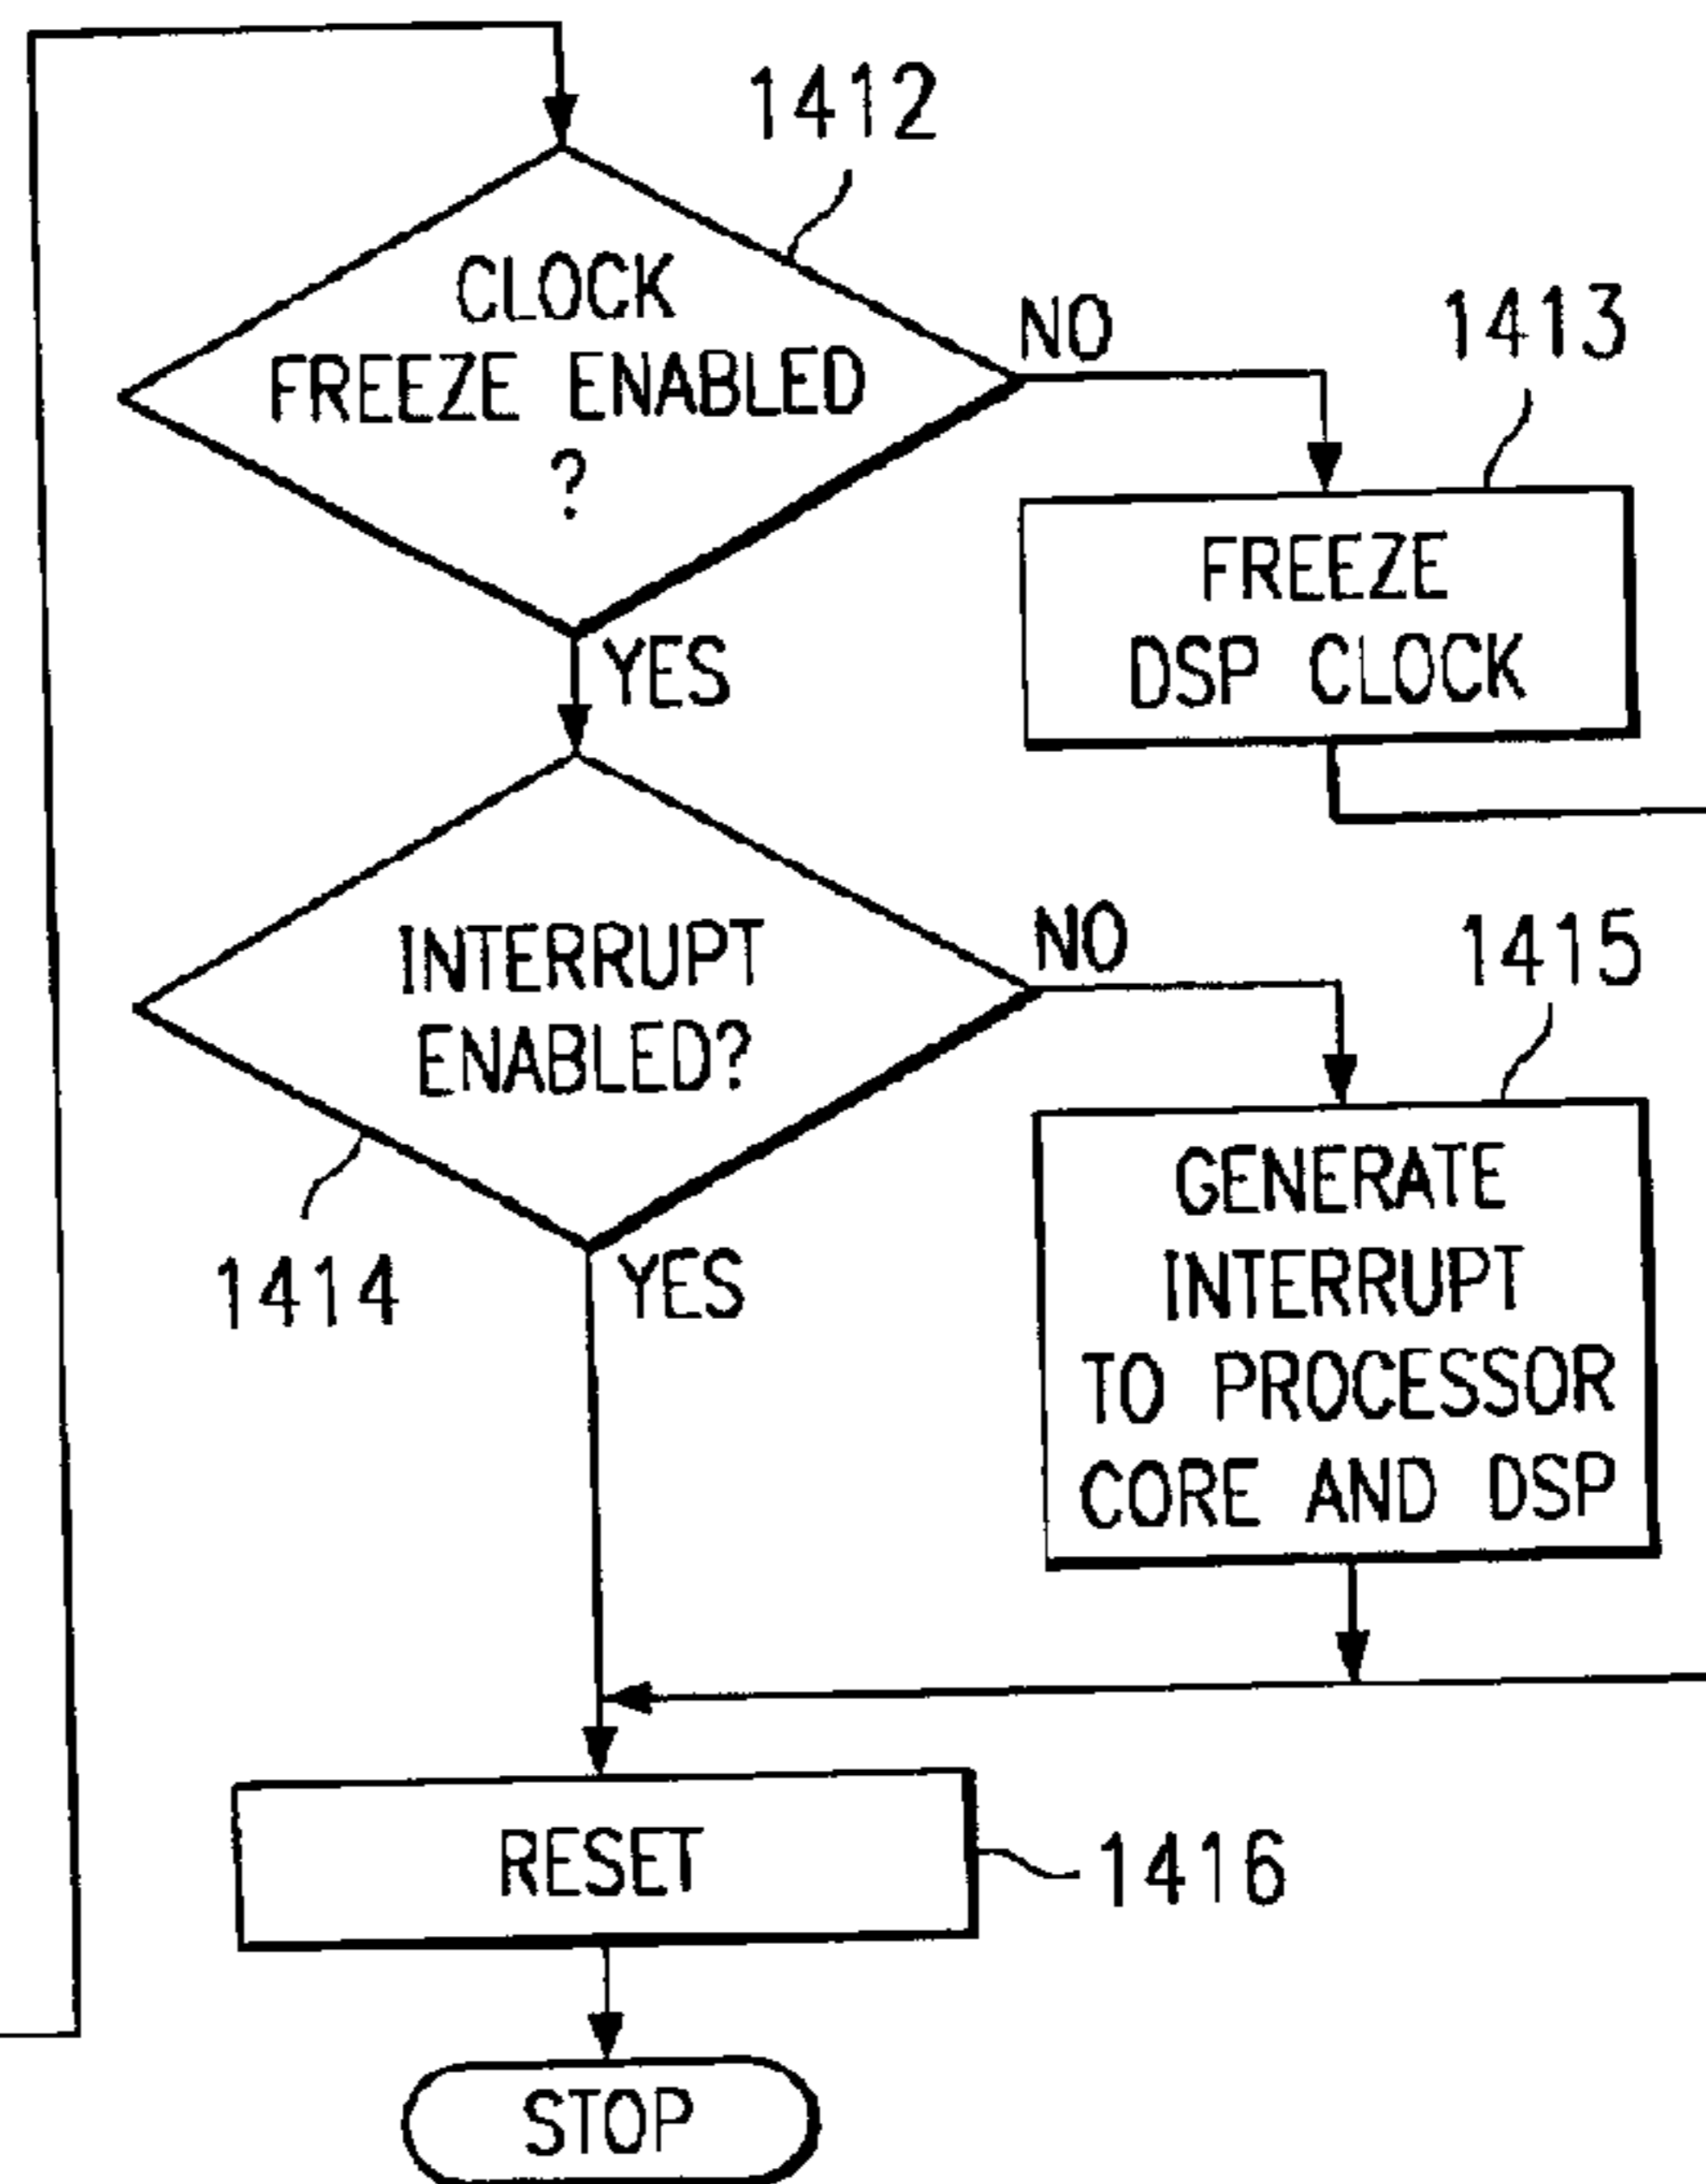 1412
CLOCK
FREEZE ENABLED
?
NO
YES
1413
FREEZE
DSP CLOCK
INTERRUPT
ENABLED?
NO
YES
1414
1415
GENERATE
INTERRUPT
TO PROCESSOR
CORE AND DSP
RESET
1416
STOP